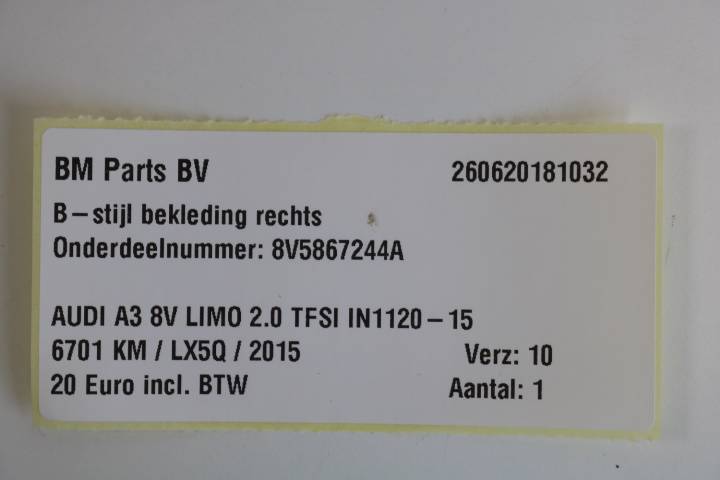 BM Parts BV 260620181032
B-stijl bekleding rechts
Onderdeelnummer: 8V5867244A
AUDI A3 8V LIMO 2.0 TFSI IN1120-15
6701 KM / LX5Q / 2015 Verz: 10
20 Euro incl. BTW Aantal: 1